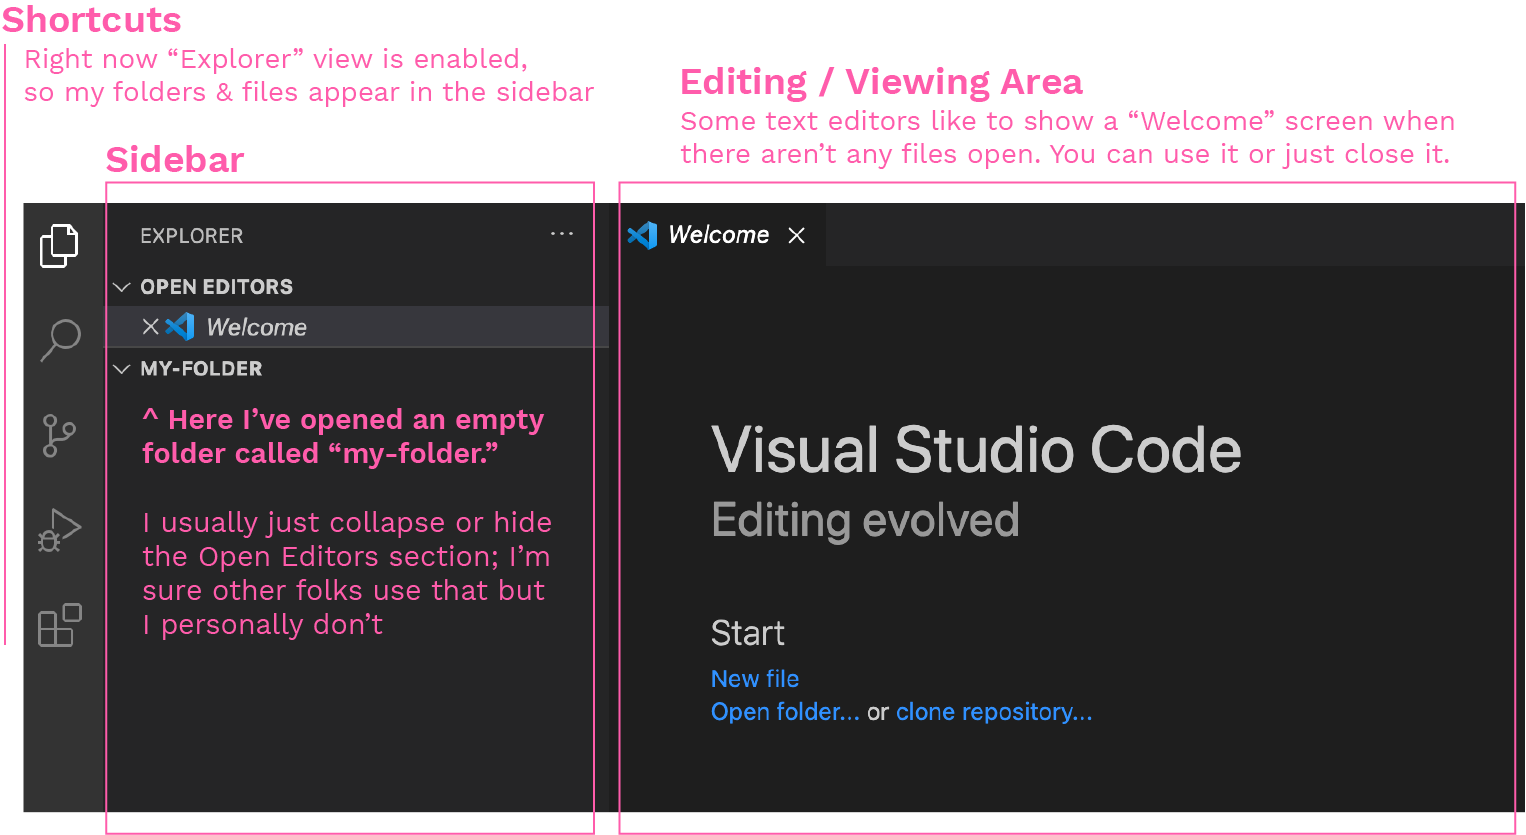 Shortcuts
Right now “Explorer” view is enabled,
so my folders & files appear in the sidebar
Editing / Viewing Area
Some text editors like to show a “Welcome” screen when
there aren’t any files open. You can use it or just close it.
Sidebar
EXPLORER ···
OPEN EDITORS
Welcome
MY-FOLDER
^ Here I’ve opened an empty
folder called “my-folder.”
I usually just collapse or hide
the Open Editors section; I’m
sure other folks use that but
I personally don’t
Welcome
Visual Studio Code
Editing evolved
Start
New file
Open folder... or clone repository...